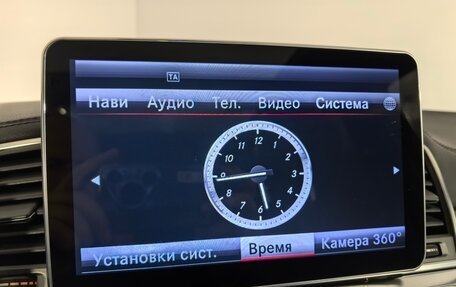 TA
Нави Аудио Тел. Видео Система
12
11 1
10 2
9 3
8 4
7 5
6
Установки сист. Время Камера 360°